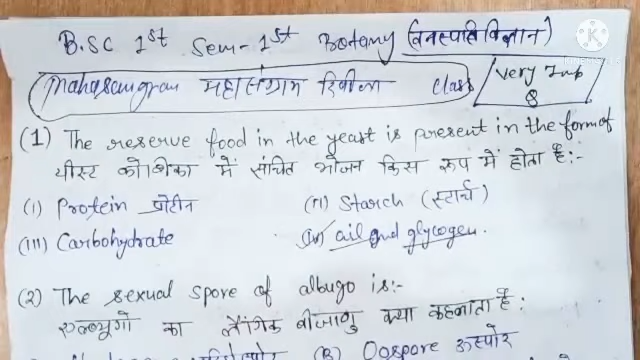 B.SC 1st Sem-1st Botany (वनस्पति विज्ञान)
Mahasangram महासंग्राम रिवीजन Class
Very Imp
(1) The reserve food in the yeast is present in the form of
यीस्ट कोशिका में संचित भोजन किस रूप में होता है:-
(i) Protein प्रोटीन (ii) Starch (स्टार्च)
(iii) Carbohydrate (iv) oil and glycogen.
(2) The sexual spore of albugo is:-
एल्ब्यूगो का लैंगिक बीजाणु क्या कहलाता है:
(B) Oospore ऊस्पोर